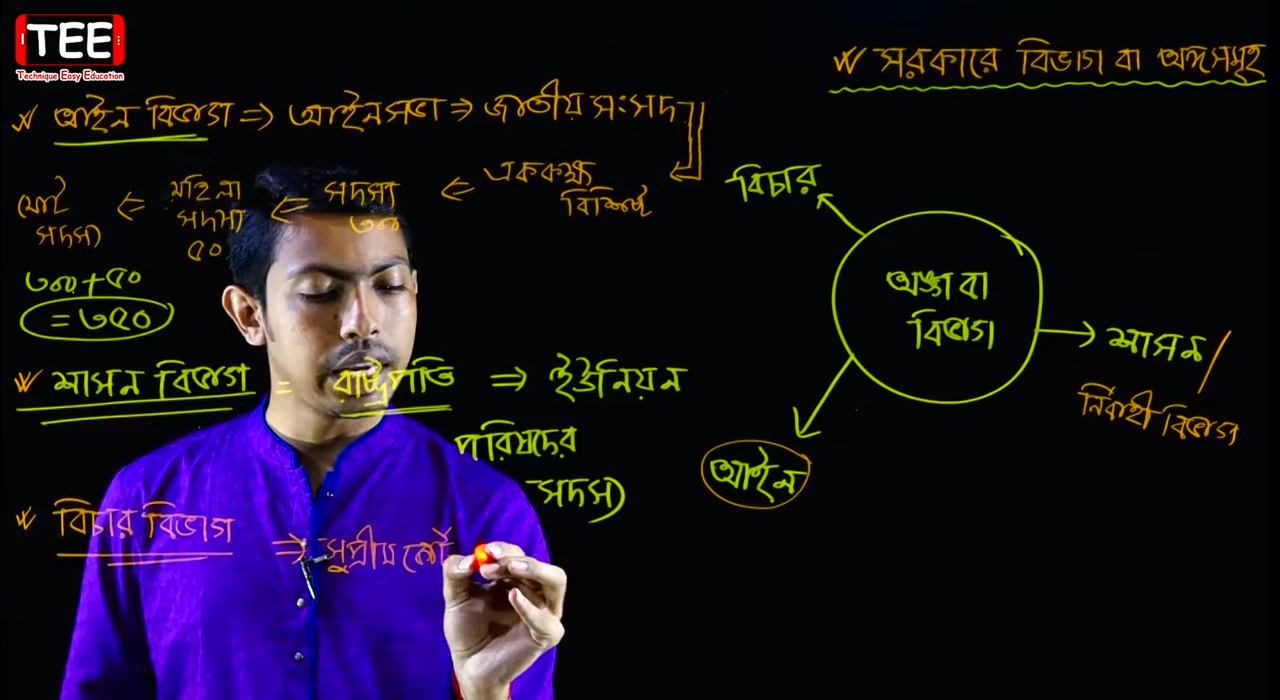 TEE
Technique Easy Education
সরকারে বিভাগ বা অঙ্গসমূহ
আইন বিভাগ ⇒ আইনসভা ⇒ জাতীয় সংসদ
এককক্ষ
বিশিষ্ট
সদস্য
৩০০
মহিলা
সদস্য
৫০
মোট
সদস্য
৩০০+৫০
=৩৫০
শাসন বিভাগ = রাষ্ট্রপতি ⇒ ইউনিয়ন
পরিষদের
সদস্য
বিচার বিভাগ ⇒ সুপ্রীম কোর্ট
বিচার
অঙ্গ বা
বিভাগ
শাসন /
নির্বাহী বিভাগ
আইন